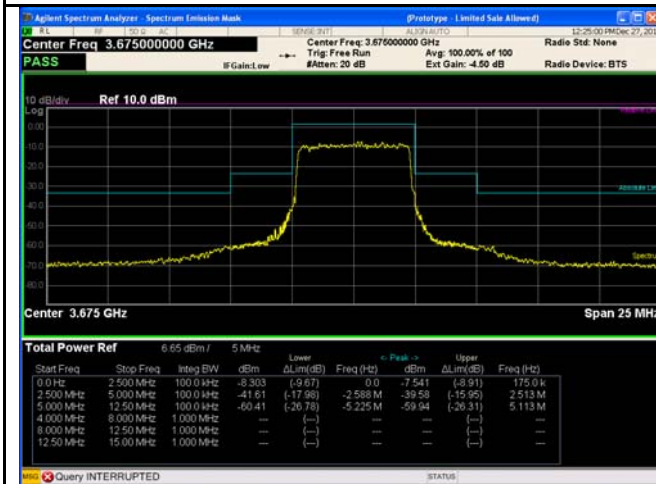 Agilent Spectrum Analyzer - Spectrum Emission Mask (Prototype - Limited Sale Allowed)
RL RF 50 Ω AC SENSE:INT ALIGN AUTO 12:25:00 PM Dec 27, 201
Center Freq 3.675000000 GHz Center Freq: 3.675000000 GHz Radio Std: None
PASS Trig: Free Run Avg: 100.00% of 100
IFGain:Low #Atten: 20 dB Ext Gain: -4.50 dB Radio Device: BTS
10 dB/div Ref 10.0 dBm
Log
0.00
-10.0
-20.0
-30.0
Absolute Lim
-40.0
-50.0
-60.0
Spectru
-70.0
-80.0
Center 3.675 GHz Span 25 MHz
Total Power Ref 6.65 dBm / 5 MHz
Lower <- Peak -> Upper
Start Freq Stop Freq Integ BW dBm ΔLim(dB) Freq (Hz) dBm ΔLim(dB) Freq (Hz)
0.0 Hz 2.500 MHz 100.0 kHz -8.303 (-9.67) 0.0 -7.541 (-8.91) 175.0 k
2.500 MHz 5.000 MHz 100.0 kHz -41.61 (-17.98) -2.588 M -39.58 (-15.95) 2.513 M
5.000 MHz 12.50 MHz 100.0 kHz -60.41 (-26.78) -5.225 M -59.94 (-26.31) 5.113 M
4.000 MHz 8.000 MHz 1.000 MHz --- (---) --- --- (---) ---
8.000 MHz 12.50 MHz 1.000 MHz --- (---) --- --- (---) ---
12.50 MHz 15.00 MHz 1.000 MHz --- (---) --- --- (---) ---
MSG Query INTERRUPTED STATUS